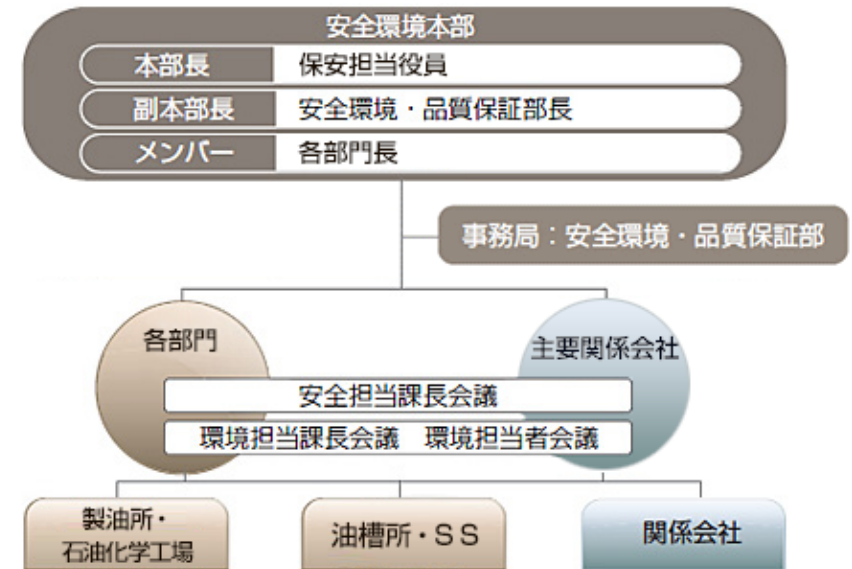 安全環境本部
本部長 保安担当役員
副本部長 安全環境・品質保証部長
メンバー 各部門長
事務局：安全環境・品質保証部
各部門
主要関係会社
安全担当課長会議
環境担当課長会議 環境担当者会議
製油所・
石油化学工場
油槽所・ＳＳ
関係会社